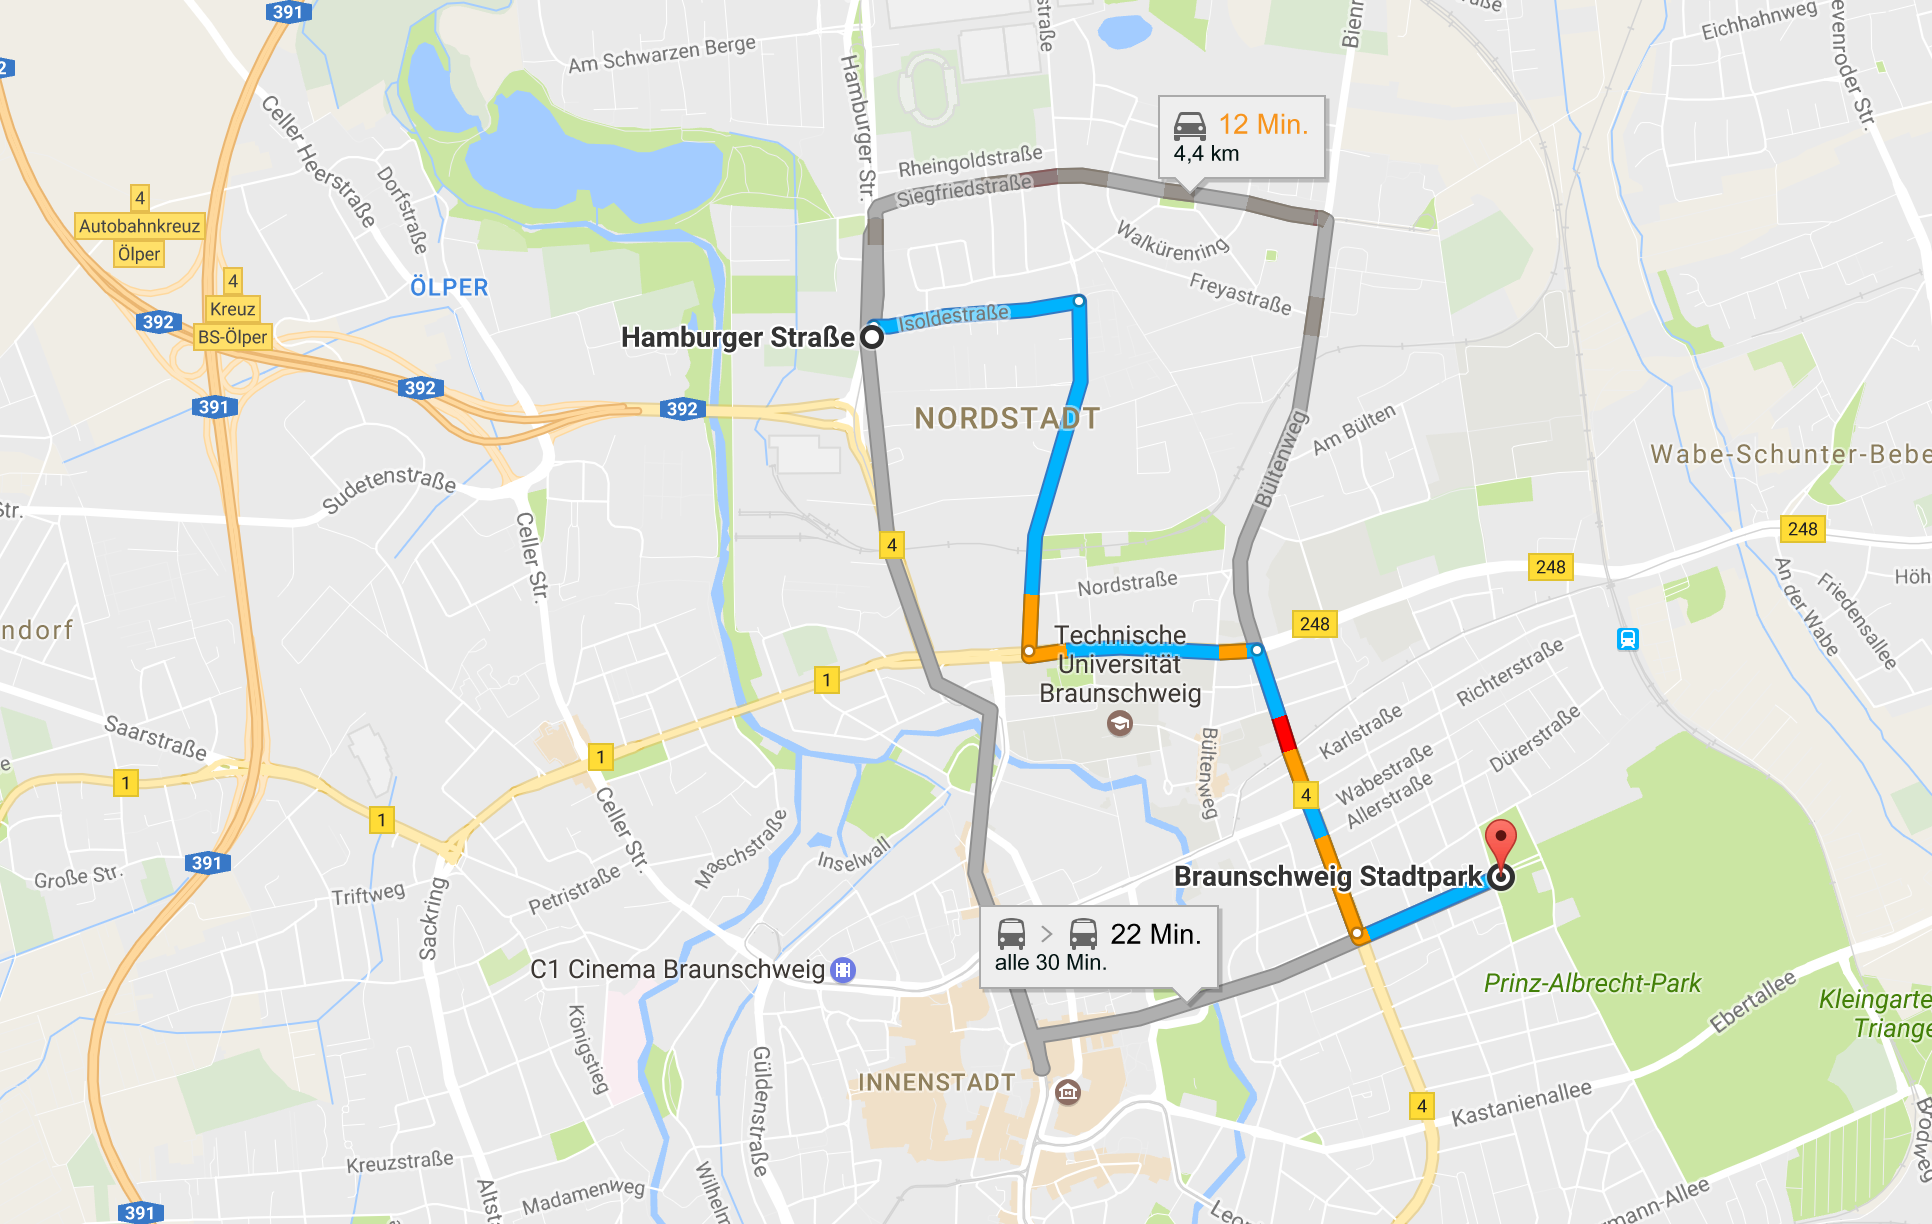 391
2
Am Schwarzen Berge
Hamburger Str.
straße
Bienr
Eichhahnweg
evenroder Str.
Celler Heerstraße
Dorfstraße
12 Min.
4,4 km
Rheingoldstraße
Siegfriedstraße
4
Autobahnkreuz
Ölper
4
Kreuz
BS-Ölper
ÖLPER
Walkürenring
Freyastraße
392
Hamburger Straße
Isoldestraße
392
391
392
NORDSTADT
Bültenweg
Am Bülten
Wabe-Schunter-Bebe
Sudetenstraße
Str.
Celler Str.
4
248
248
248
Nordstraße
An der Wabe
Friedensallee
Höh
ndorf
Technische
Universität
Braunschweig
1
Richterstraße
Karlstraße
Dürerstraße
Saarstraße
1
1
1
Bültenweg
Wabestraße
Allerstraße
4
Celler Str.
Maschstraße
Inselwall
391
Große Str.
Triftweg
Petristraße
Sackring
Braunschweig Stadtpark
22 Min.
alle 30 Min.
C1 Cinema Braunschweig
Prinz-Albrecht-Park
Ebertallee
Kleingarte
Triange
Königstieg
Güldenstraße
INNENSTADT
4
Kastanienallee
Brodweg
Kreuzstraße
Madamenweg
Altst
Wilhelm
Leon
mann-Allee
391